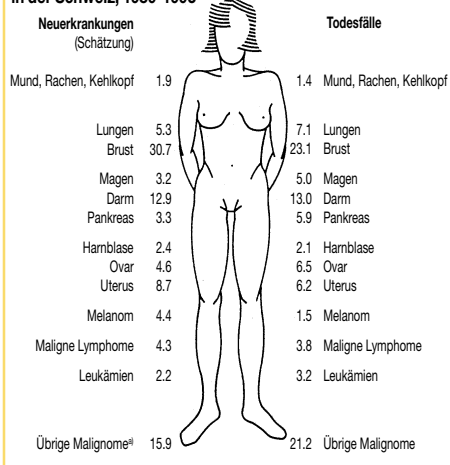 in der Schweiz,
Neuerkrankungen Todesfälle
(Schätzung)
Mund, Rachen, Kehlkopf 1.9 1.4 Mund, Rachen, Kehlkopf
Lungen 5.3 7.1 Lungen
Brust 30.7 23.1 Brust
Magen 3.2 5.0 Magen
Darm 12.9 13.0 Darm
Pankreas 3.3 5.9 Pankreas
Harnblase 2.4 2.1 Harnblase
Ovar 4.6 6.5 Ovar
Uterus 8.7 6.2 Uterus
Melanom 4.4 1.5 Melanom
Maligne Lymphome 4.3 3.8 Maligne Lymphome
Leukämien 2.2 3.2 Leukämien
Übrige Malignome^a) 15.9 21.2 Übrige Malignome